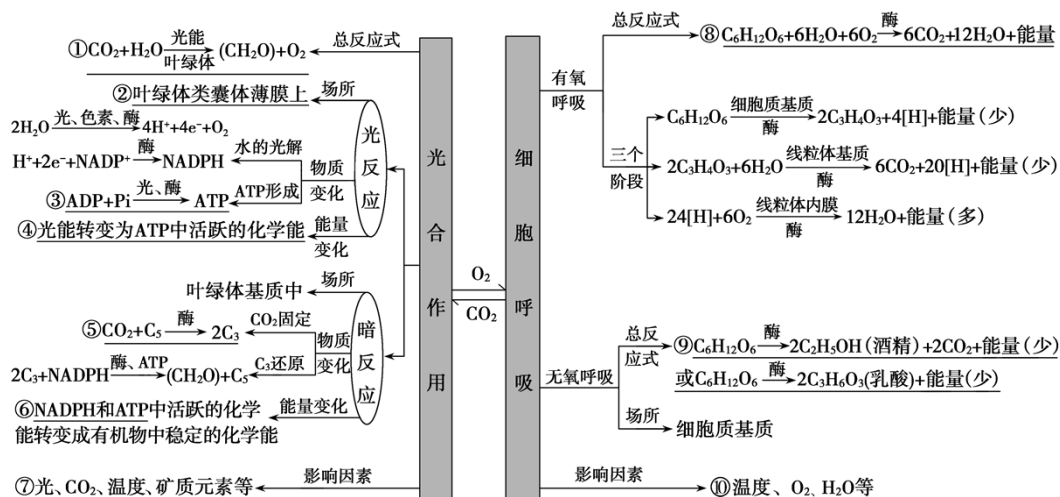 ①CO₂+H₂O 光能 叶绿体 (CH₂O)+O₂
总反应式
②叶绿体类囊体薄膜上
场所
2H₂O 光、色素、酶 4H⁺+4e⁻+O₂
H⁺+2e⁻+NADP⁺ 酶 NADPH
水的光解
物质
变化
③ADP+Pi 光、酶 ATP
ATP形成
④光能转变为ATP中活跃的化学能
能量
变化
光反应
叶绿体基质中
场所
⑤CO₂+C₅ 酶 2C₃
CO₂固定
物质
变化
2C₃+NADPH 酶、ATP (CH₂O)+C₅
C₃还原
⑥NADPH和ATP中活跃的化学
能转变成有机物中稳定的化学能
能量变化
暗反应
⑦光、CO₂、温度、矿质元素等
影响因素
光合作用
O₂
CO₂
细胞呼吸
有氧
呼吸
总反应式
⑧C₆H₁₂O₆+6H₂O+6O₂ 酶 6CO₂+12H₂O+能量
三个
阶段
C₆H₁₂O₆ 细胞质基质 酶 2C₃H₄O₃+4[H]+能量(少)
2C₃H₄O₃+6H₂O 线粒体基质 酶 6CO₂+20[H]+能量(少)
24[H]+6O₂ 线粒体内膜 酶 12H₂O+能量(多)
无氧呼吸
总反
应式
⑨C₆H₁₂O₆ 酶 2C₂H₅OH(酒精)+2CO₂+能量(少)
或C₆H₁₂O₆ 酶 2C₃H₆O₃(乳酸)+能量(少)
场所
细胞质基质
影响因素
⑩温度、O₂、H₂O等